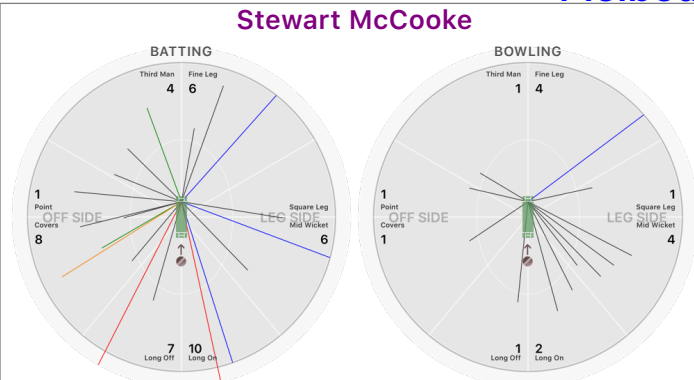 Stewart McCooke
BATTING
Third Man
4
Fine Leg
6
1
Point
OFF SIDE
Covers
8
Square Leg
LEG SIDE
Mid Wicket
6
7
Long Off
10
Long On
BOWLING
Third Man
1
Fine Leg
4
1
Point
OFF SIDE
Covers
1
1
Square Leg
LEG SIDE
Mid Wicket
4
1
Long Off
2
Long On